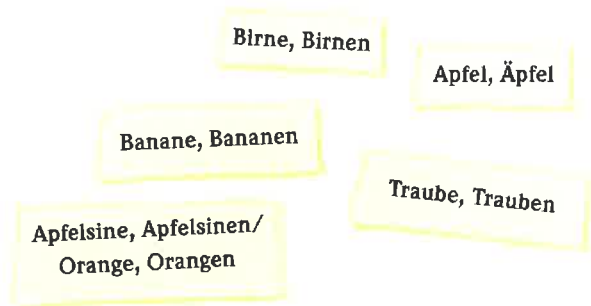 Birne, Birnen
Apfel, Äpfel
Banane, Bananen
Traube, Trauben
Apfelsine, Apfelsinen/
Orange, Orangen